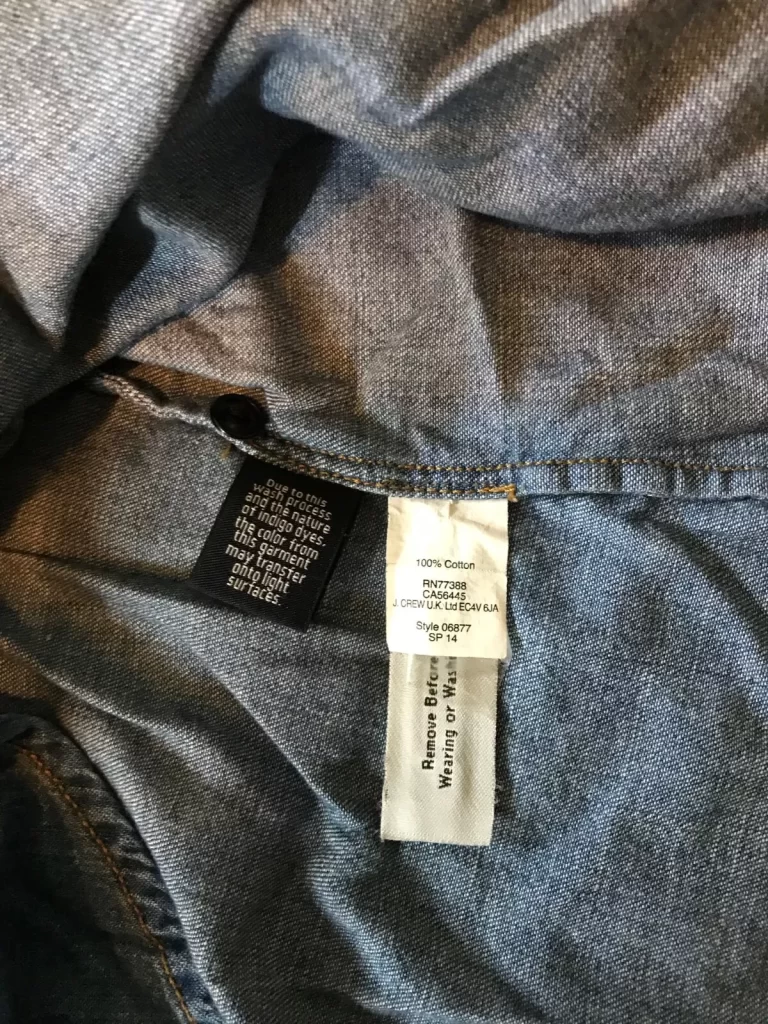 Due to this
wash process
and the nature
of indigo dyes,
the color from
this garment
may transfer
onto light
surfaces.
100% Cotton
RN77388
CA56445
J. CREW U.K. Ltd EC4V 6JA
Style 06877
SP 14
Remove Before
Wearing or Wash